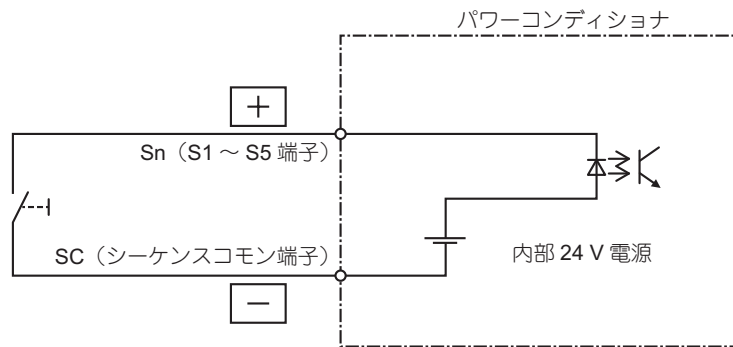 パワーコンディショナ
+
Sn（S1 ～ S5 端子）
SC（シーケンスコモン端子）
内部 24 V 電源
−